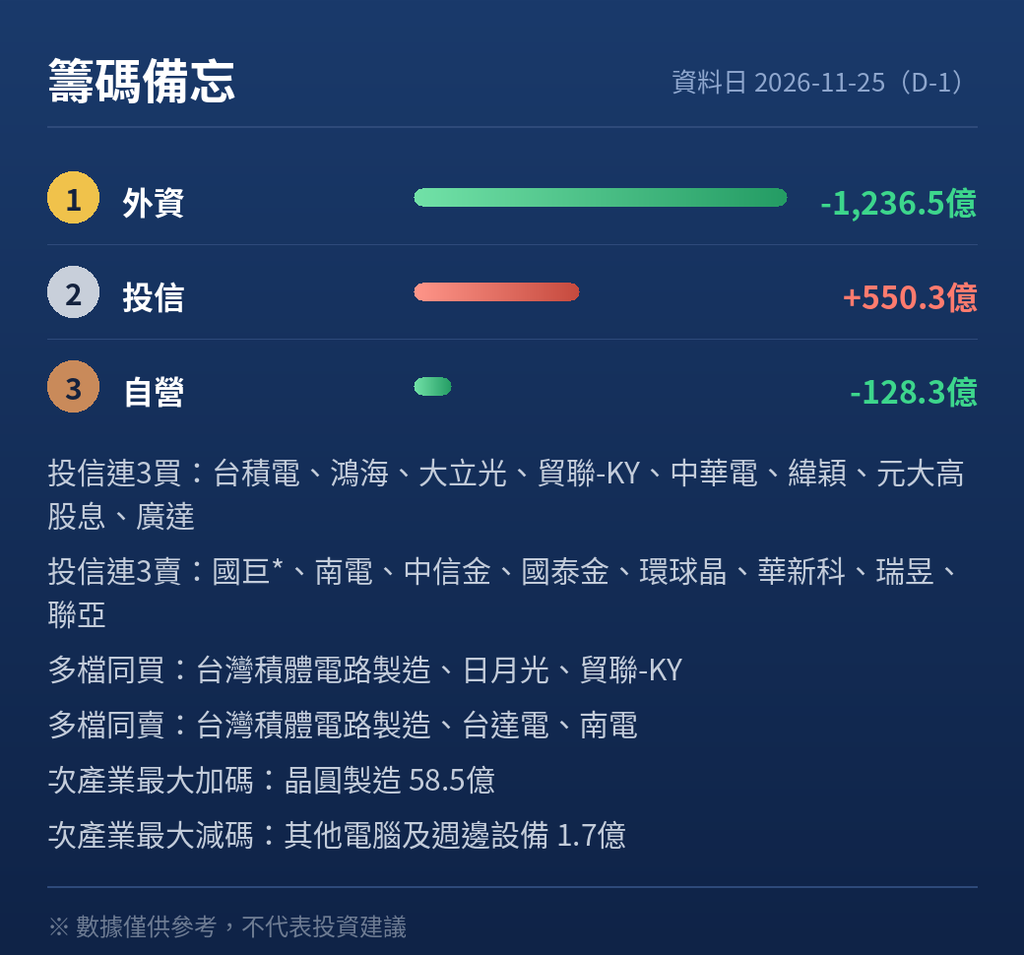 籌碼備忘
資料日 2026-11-25（D-1）
1 外資 -1,236.5億
2 投信 +550.3億
3 自營 -128.3億
投信連3買：台積電、鴻海、大立光、貿聯-KY、中華電、緯穎、元大高
股息、廣達
投信連3賣：國巨*、南電、中信金、國泰金、環球晶、華新科、瑞昱、
聯亞
多檔同買：台灣積體電路製造、日月光、貿聯-KY
多檔同賣：台灣積體電路製造、台達電、南電
次產業最大加碼：晶圓製造 58.5億
次產業最大減碼：其他電腦及週邊設備 1.7億
※ 數據僅供參考，不代表投資建議